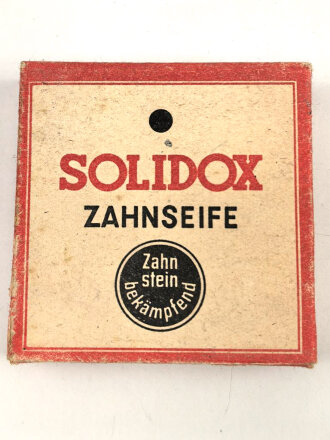 SOLIDOX
ZAHNSEIFE
Zahn
stein
bekämpfend